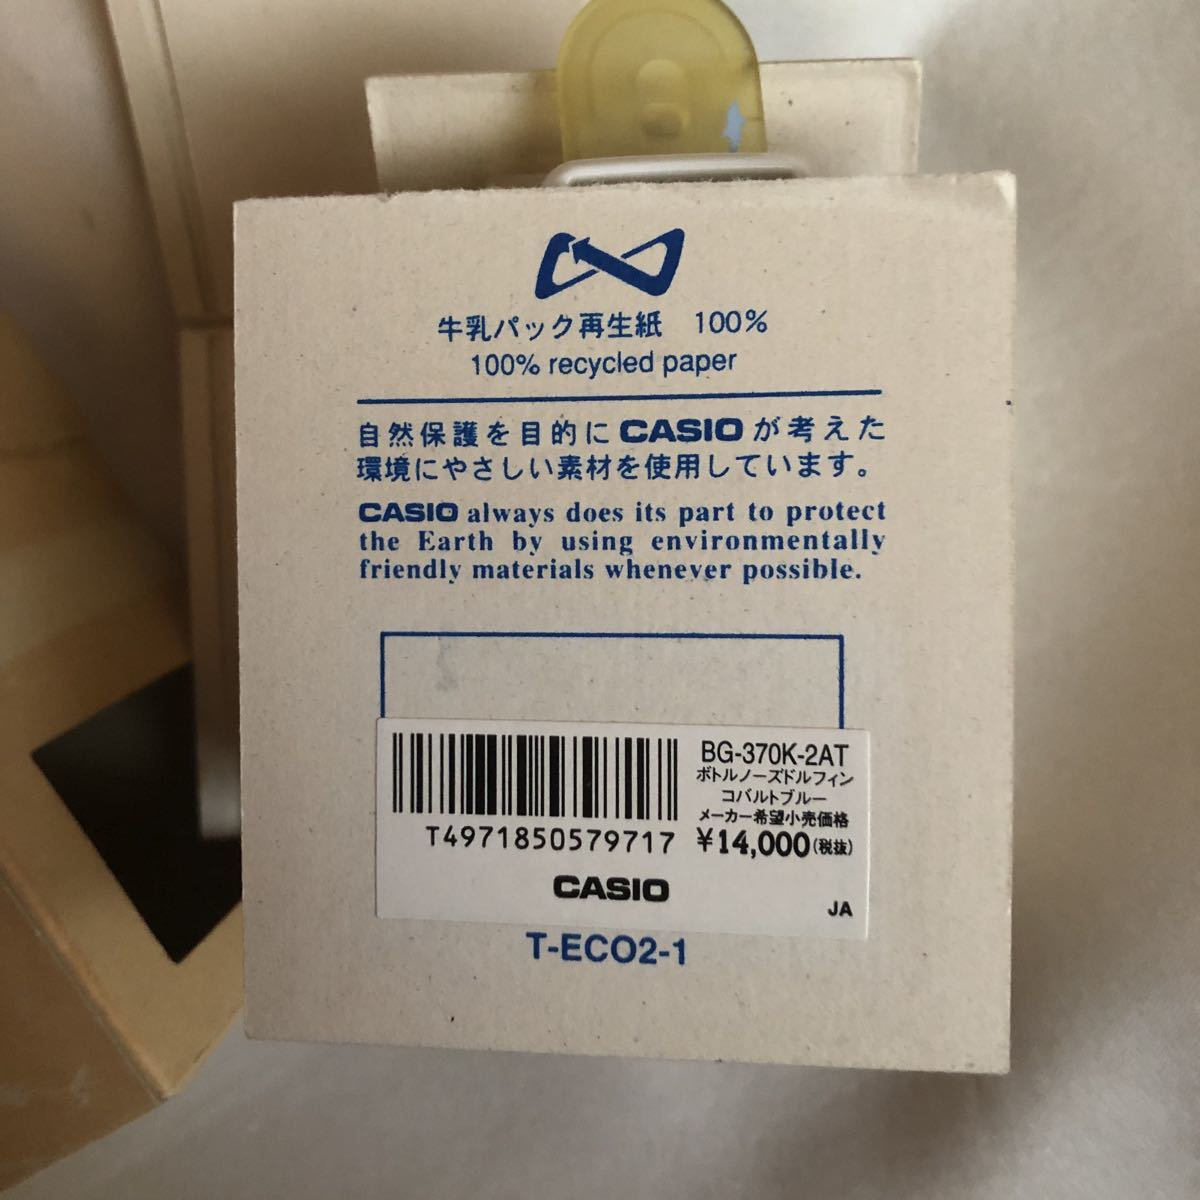 牛乳パック再生紙 100%
100% recycled paper
自然保護を目的にCASIOが考えた
環境にやさしい素材を使用しています。
CASIO always does its part to protect
the Earth by using environmentally
friendly materials whenever possible.
BG-370K-2AT
ボトルノーズドルフィン
コバルトブルー
メーカー希望小売価格
¥14,000(税抜)
T4971850579717
CASIO
JA
T-ECO2-1